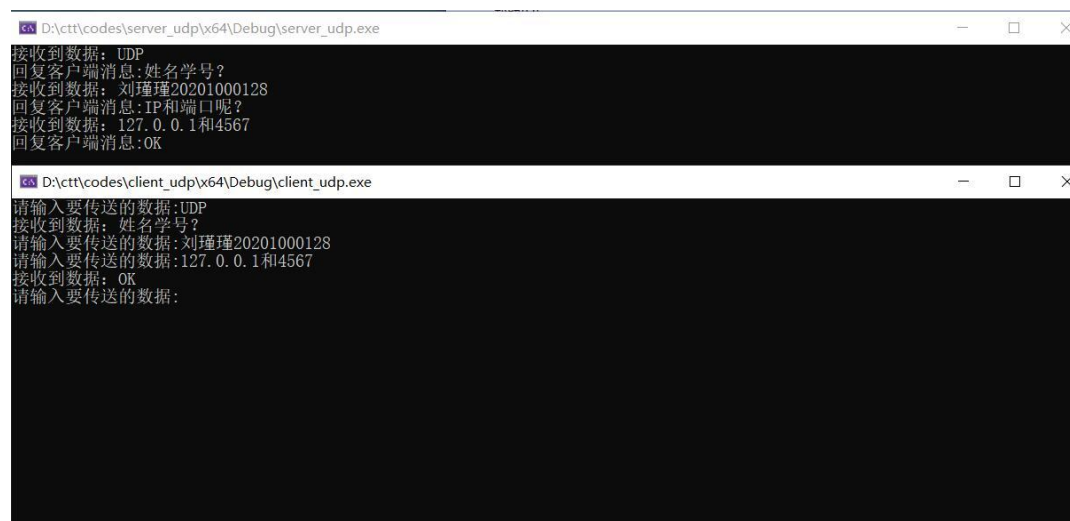 D:\ctt\codes\server_udp\x64\Debug\server_udp.exe
接收到数据：UDP
回复客户端消息:姓名学号？
接收到数据：刘瑾瑾20201000128
回复客户端消息:IP和端口呢？
接收到数据：127.0.0.1和4567
回复客户端消息:OK
D:\ctt\codes\client_udp\x64\Debug\client_udp.exe
请输入要传送的数据:UDP
接收到数据：姓名学号？
请输入要传送的数据:刘瑾瑾20201000128
请输入要传送的数据:127.0.0.1和4567
接收到数据：OK
请输入要传送的数据: